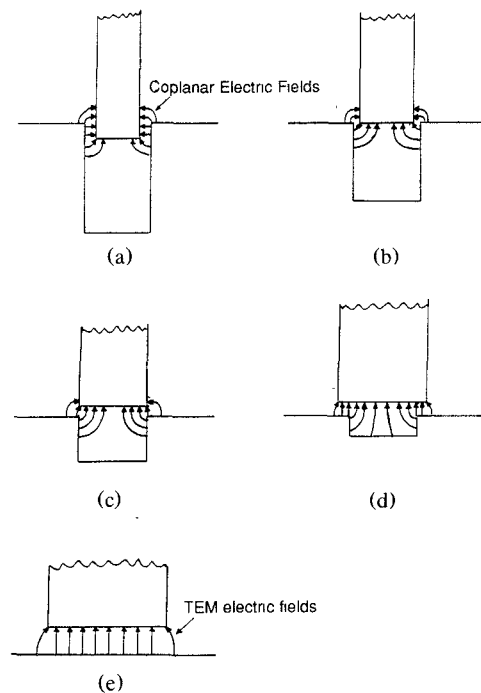 Coplanar Electric Fields
(a)
(b)
(c)
(d)
TEM electric fields
(e)